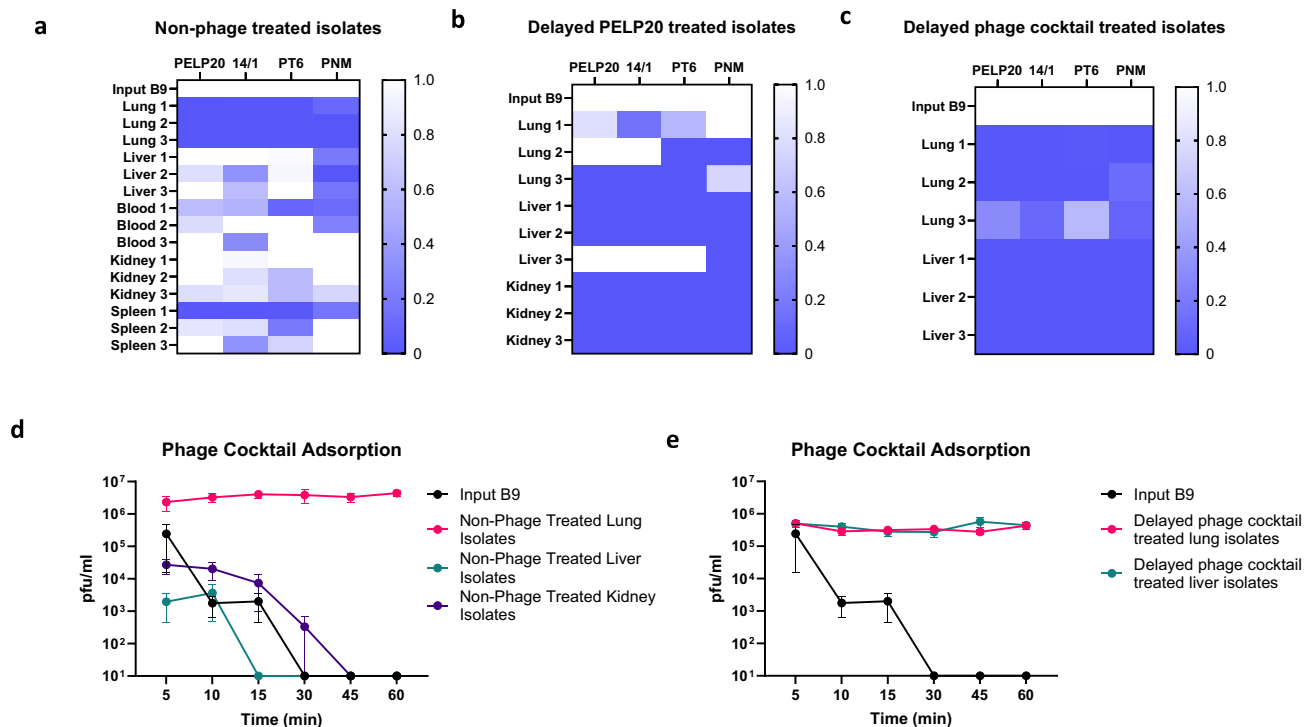 a
Non-phage treated isolates
PELP20 14/1 PT6 PNM
Input B9
Lung 1
Lung 2
Lung 3
Liver 1
Liver 2
Liver 3
Blood 1
Blood 2
Blood 3
Kidney 1
Kidney 2
Kidney 3
Spleen 1
Spleen 2
Spleen 3
1.0
0.8
0.6
0.4
0.2
0
b
Delayed PELP20 treated isolates
PELP20 14/1 PT6 PNM
Input B9
Lung 1
Lung 2
Lung 3
Liver 1
Liver 2
Liver 3
Kidney 1
Kidney 2
Kidney 3
1.0
0.8
0.6
0.4
0.2
0
c
Delayed phage cocktail treated isolates
PELP20 14/1 PT6 PNM
Input B9
Lung 1
Lung 2
Lung 3
Liver 1
Liver 2
Liver 3
1.0
0.8
0.6
0.4
0.2
0
d
Phage Cocktail Adsorption
pfu/ml
10⁷
10⁶
10⁵
10⁴
10³
10²
10¹
5 10 15 30 45 60
Time (min)
Input B9
Non-Phage Treated Lung
Isolates
Non-Phage Treated Liver
Isolates
Non-Phage Treated Kidney
Isolates
e
Phage Cocktail Adsorption
pfu/ml
10⁷
10⁶
10⁵
10⁴
10³
10²
10¹
5 10 15 30 45 60
Time (min)
Input B9
Delayed phage cocktail
treated lung isolates
Delayed phage cocktail
treated liver isolates